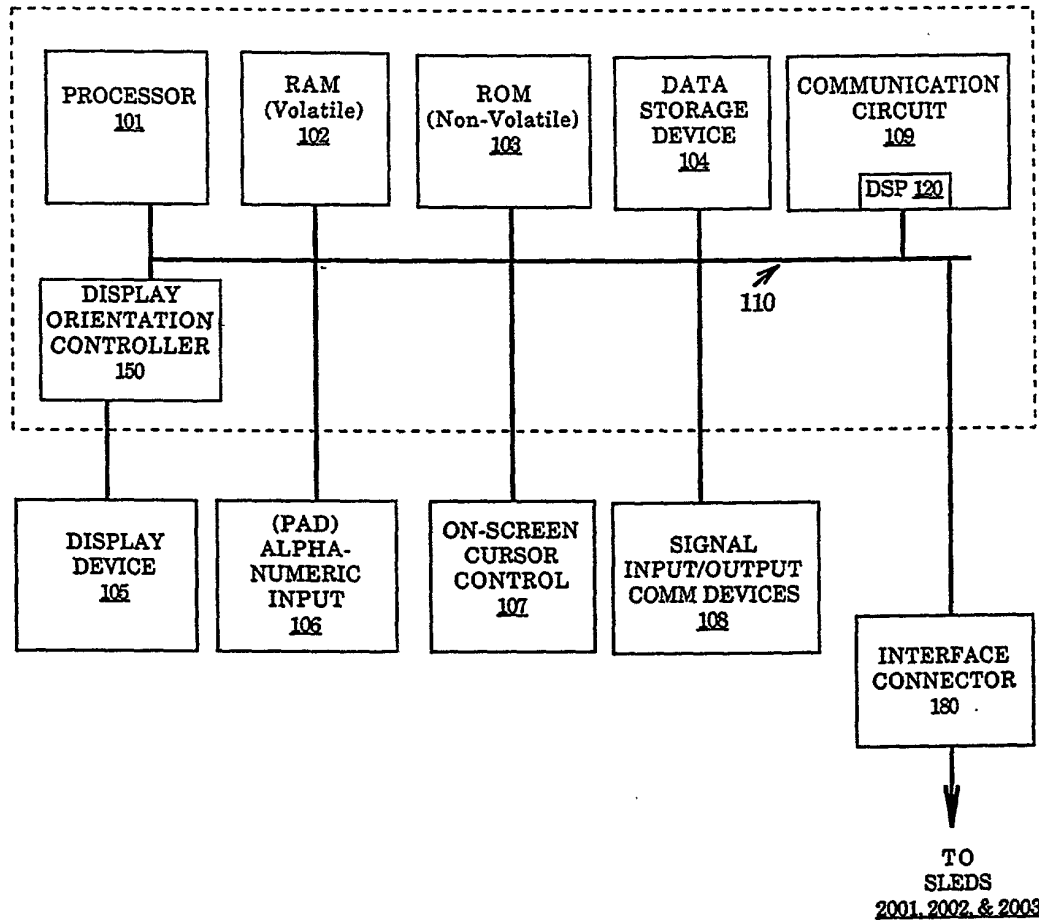 PROCESSOR
101
RAM
(Volatile)
102
ROM
(Non-Volatile)
103
DATA
STORAGE
DEVICE
104
COMMUNICATION
CIRCUIT
109
DSP 120
110
DISPLAY
ORIENTATION
CONTROLLER
150
DISPLAY
DEVICE
105
(PAD)
ALPHA-
NUMERIC
INPUT
106
ON-SCREEN
CURSOR
CONTROL
107
SIGNAL
INPUT/OUTPUT
COMM DEVICES
108
INTERFACE
CONNECTOR
180
TO
SLEDS
2001, 2002, & 2003